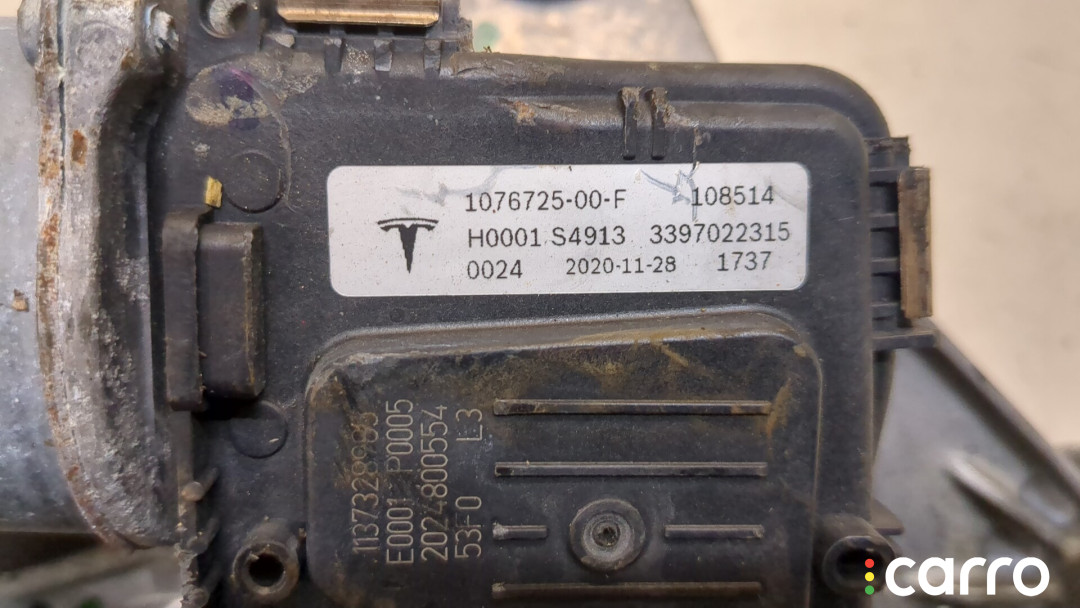 1076725-00-F 108514
H0001 S4913 3397022315
0024 2020-11-28 1737
1137328983
E0001 P0005
2024800554
53F0 L3
carro